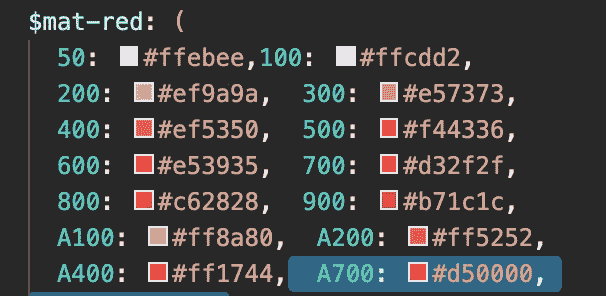 $mat-red: (
50: #ffebee,100: #ffcdd2,
200: #ef9a9a, 300: #e57373,
400: #ef5350, 500: #f44336,
600: #e53935, 700: #d32f2f,
800: #c62828, 900: #b71c1c,
A100: #ff8a80, A200: #ff5252,
A400: #ff1744, A700: #d50000,